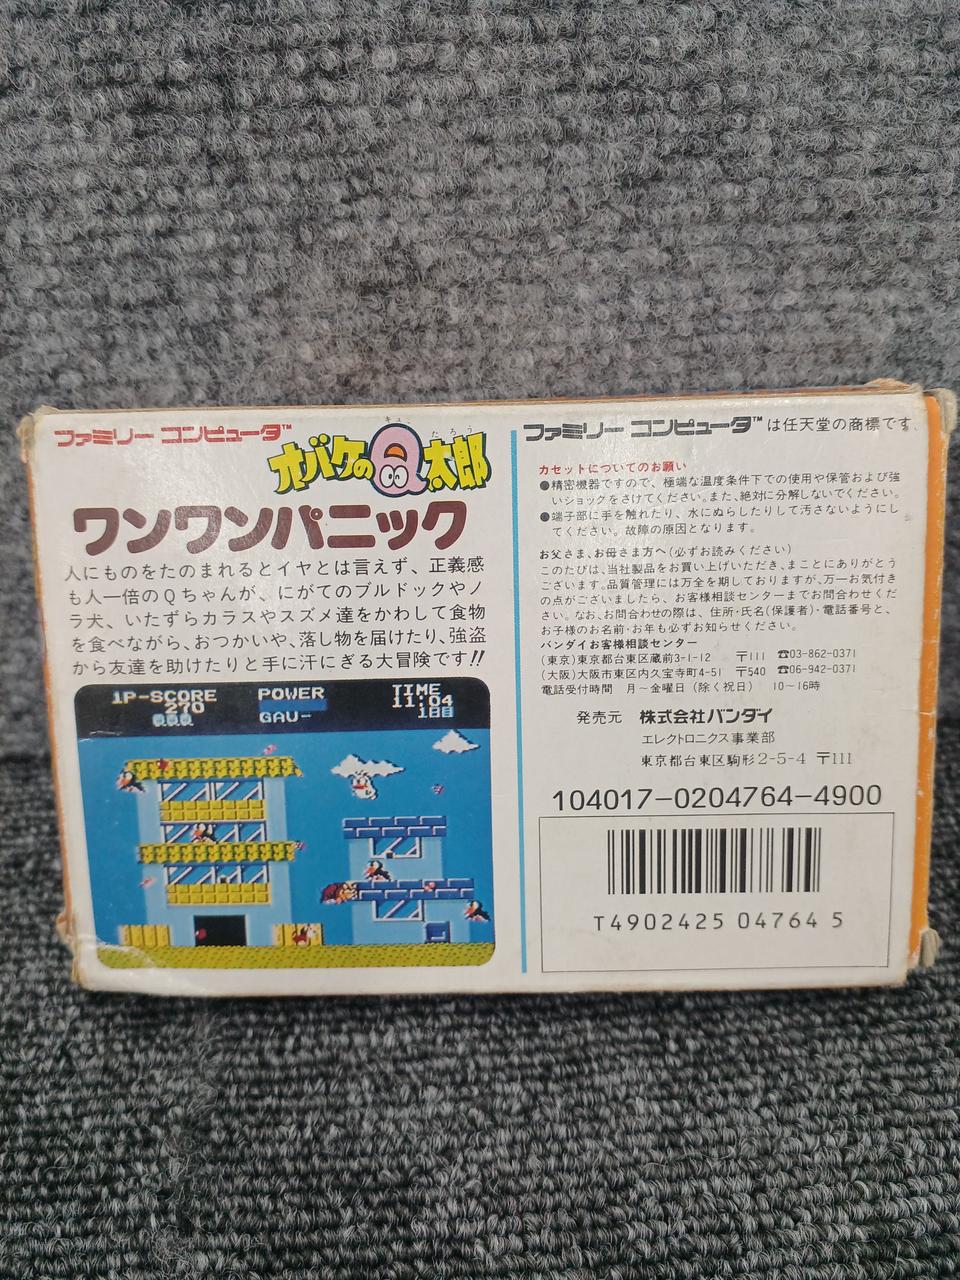 ファミリー コンピュータ™
オバケのQ太郎
キュー
たろう
ワンワンパニック
人にものをたのまれるとイヤとは言えず、正義感
も人一倍のQちゃんが、にがてのブルドックやノ
ラ犬、いたずらカラスやスズメ達をかわして食物
を食べながら、おつかいや、落し物を届けたり、強盗
から友達を助けたりと手に汗にぎる大冒険です!!
1P-SCORE
270
POWER
GAU-
TIME
11:04
1日目
ファミリー コンピュータ™は任天堂の商標です。
カセットについてのお願い
●精密機器ですので、極端な温度条件下での使用や保管および強
いショックをさけてください。また、絶対に分解しないでください。
●端子部に手を触れたり、水にぬらしたりして汚さないようにし
てください。故障の原因となります。
お父さま、お母さま方へ(必ずお読みください)
このたびは、当社製品をお買い上げいただき、まことにありがとう
ございます。品質管理には万全を期しておりますが、万一お気付き
の点がございましたら、お客様相談センターまでお問合わせくださ
い。なお、お問合わせの際は、住所・氏名(保護者)・電話番号と、
お子様のお名前・お年も必ずお知らせください。
バンダイお客様相談センター
(東京)東京都台東区蔵前3-1-12 〒111 ☎03-862-0371
(大阪)大阪市東区内久宝寺町4-51 〒540 ☎06-942-0371
電話受付時間 月〜金曜日(除く祝日) 10〜16時
発売元 株式会社バンダイ
エレクトロニクス事業部
東京都台東区駒形2-5-4 〒111
104017-0204764-4900
T4902425 04764 5